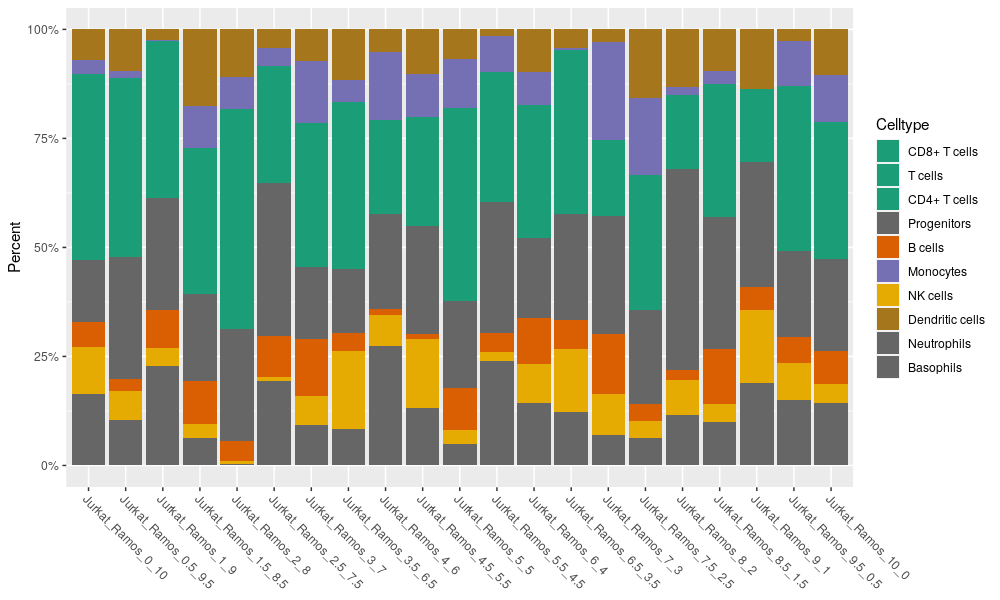 100%
75%
50%
25%
0%
Percent
Jurkat_Ramos_0_10
Jurkat_Ramos_0.5_9.5
Jurkat_Ramos_1_9
Jurkat_Ramos_1.5_8.5
Jurkat_Ramos_2_8
Jurkat_Ramos_2.5_7.5
Jurkat_Ramos_3_7
Jurkat_Ramos_3.5_6.5
Jurkat_Ramos_4_6
Jurkat_Ramos_4.5_5.5
Jurkat_Ramos_5_5
Jurkat_Ramos_5.5_4.5
Jurkat_Ramos_6_4
Jurkat_Ramos_6.5_3.5
Jurkat_Ramos_7_3
Jurkat_Ramos_7.5_2.5
Jurkat_Ramos_8_2
Jurkat_Ramos_8.5_1.5
Jurkat_Ramos_9_1
Jurkat_Ramos_9.5_0.5
Jurkat_Ramos_10_0
Celltype
CD8+ T cells
T cells
CD4+ T cells
Progenitors
B cells
Monocytes
NK cells
Dendritic cells
Neutrophils
Basophils